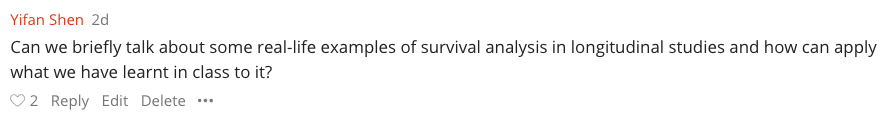 Yifan Shen 2d
Can we briefly talk about some real-life examples of survival analysis in longitudinal studies and how can apply
what we have learnt in class to it?
2 Reply Edit Delete •••